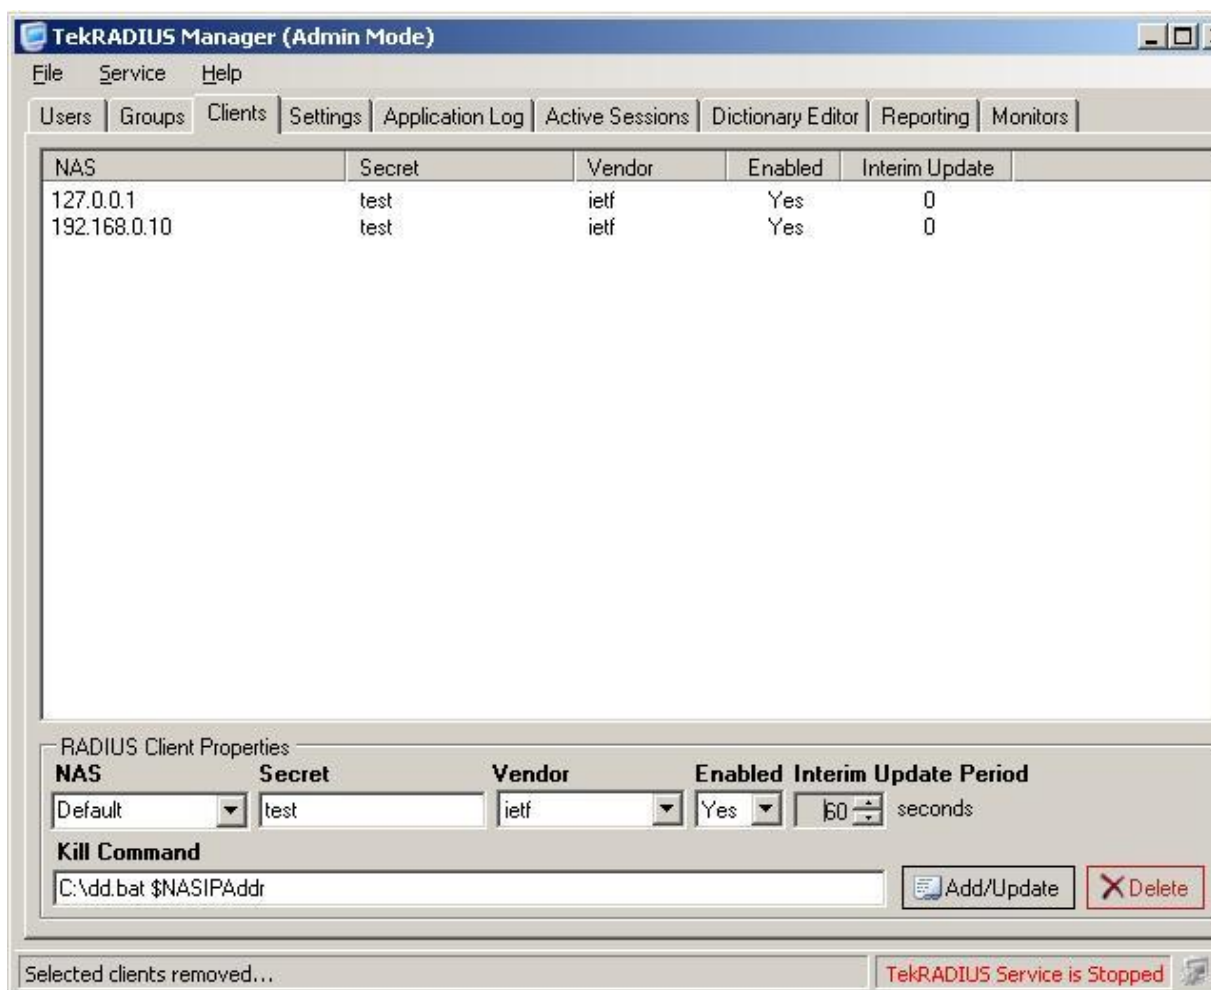 TekRADIUS Manager (Admin Mode)
File Service Help
Users Groups Clients Settings Application Log Active Sessions Dictionary Editor Reporting Monitors
NAS Secret Vendor Enabled Interim Update
127.0.0.1 test ietf Yes 0
192.168.0.10 test ietf Yes 0
RADIUS Client Properties
NAS Secret Vendor Enabled Interim Update Period
Default test ietf Yes 60 seconds
Kill Command
C:\dd.bat $NASIPAddr Add/Update Delete
Selected clients removed... TekRADIUS Service is Stopped